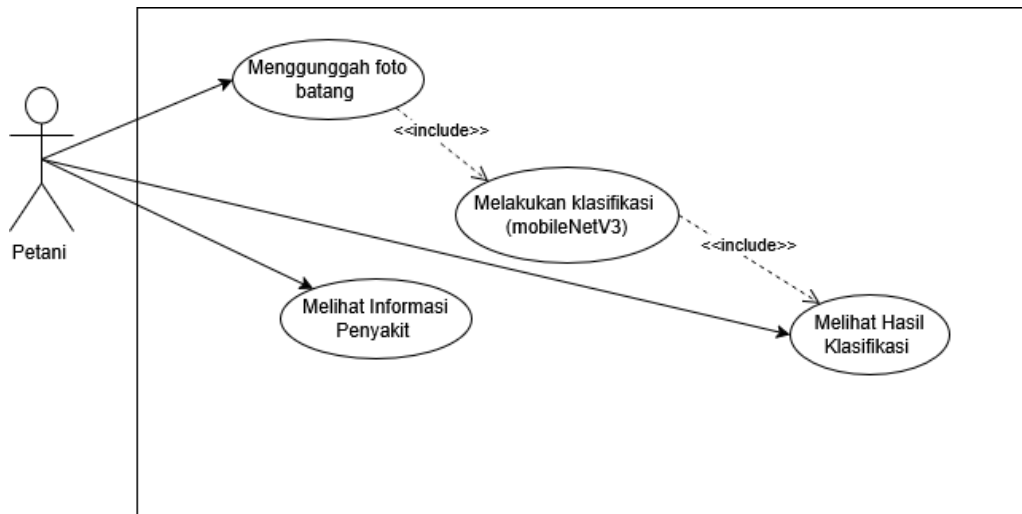 Menggunggah foto
batang
<<include>>
Melakukan klasifikasi
(mobileNetV3)
<<include>>
Petani
Melihat Informasi
Penyakit
Melihat Hasil
Klasifikasi